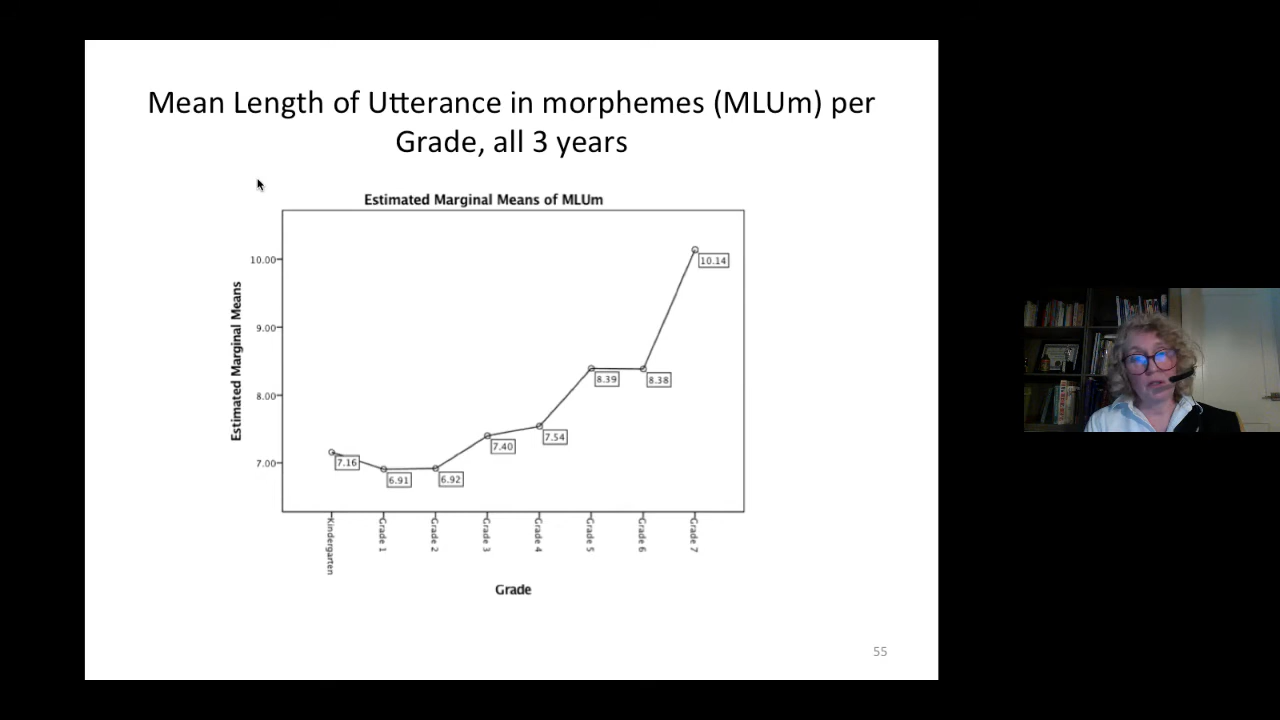 Mean Length of Utterance in morphemes (MLUm) per
Grade, all 3 years
Estimated Marginal Means of MLUm
Estimated Marginal Means
10.00
9.00
8.00
7.00
7.16
6.91
6.92
7.40
7.54
8.39
8.38
10.14
Kindergarten
Grade 1
Grade 2
Grade 3
Grade 4
Grade 5
Grade 6
Grade 7
Grade
55